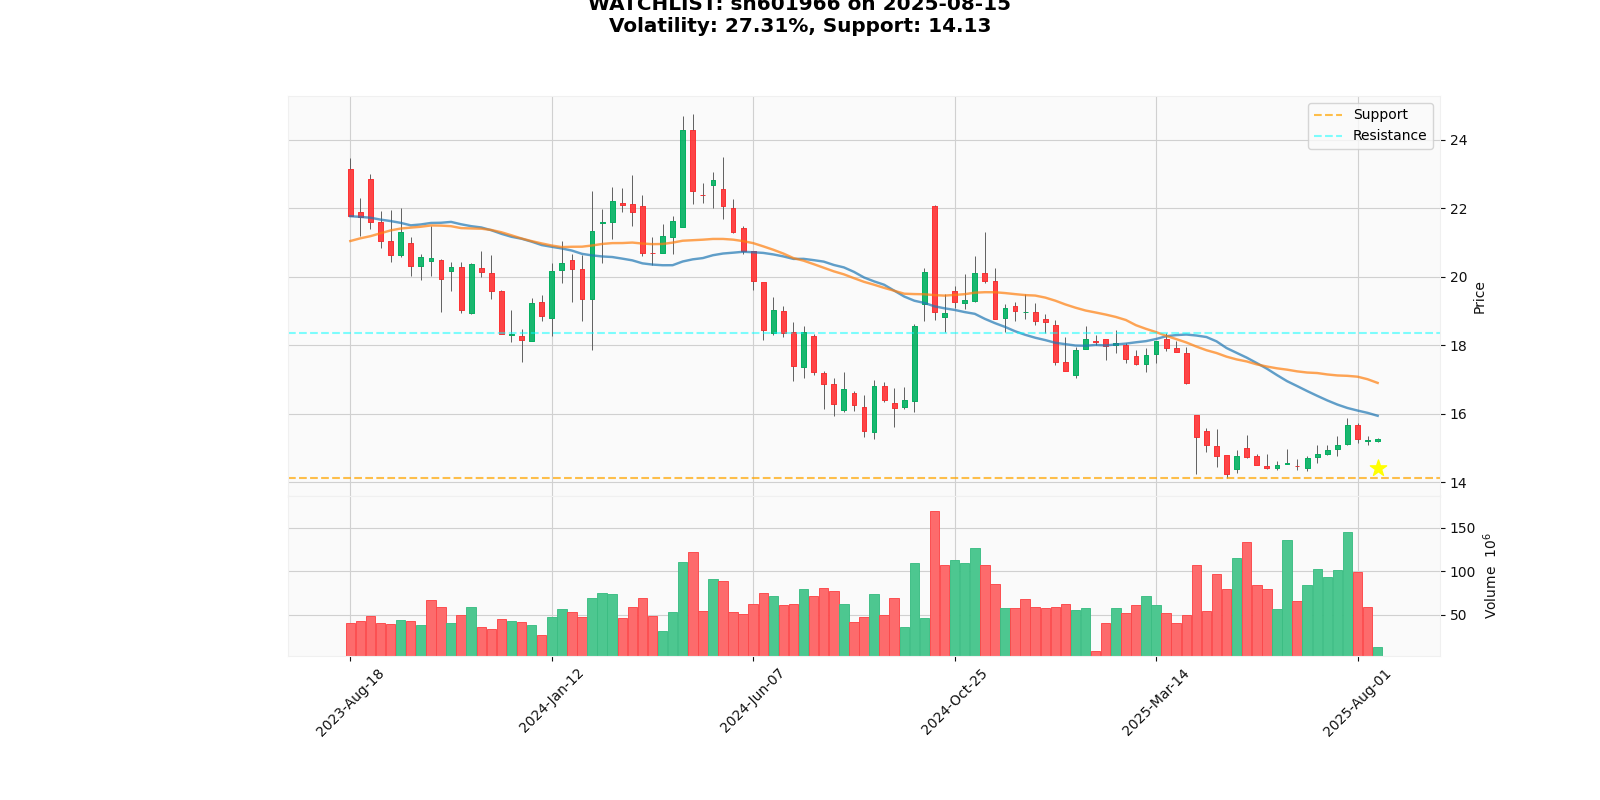 WATCHLIST: sh601966 on 2025-08-15
Volatility: 27.31%, Support: 14.13
Support
Resistance
24
22
20
18
16
14
Price
150
100
50
Volume 10^6
2023-Aug-18
2024-Jan-12
2024-Jun-07
2024-Oct-25
2025-Mar-14
2025-Aug-01